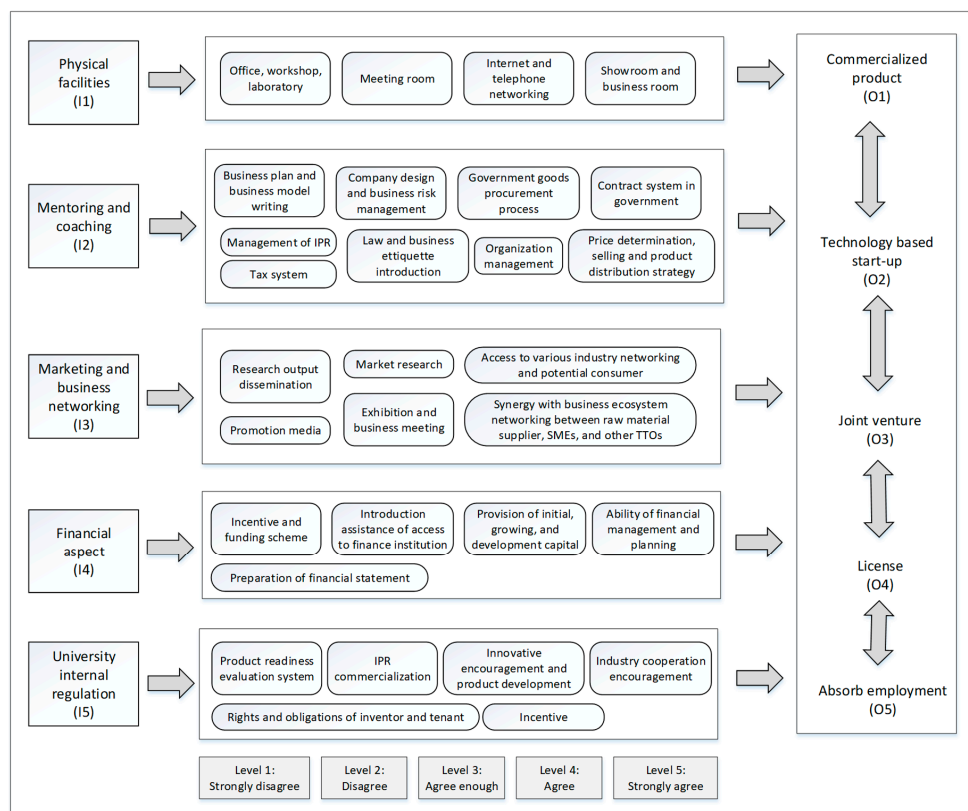 Physical
facilities
(I1)
Office, workshop,
laboratory
Meeting room
Internet and
telephone
networking
Showroom and
business room
Commercialized
product
(O1)
Mentoring and
coaching
(I2)
Business plan and
business model
writing
Company design
and business risk
management
Government goods
procurement
process
Contract system in
government
Management of IPR
Tax system
Law and business
ettiquette
introduction
Organization
management
Price determination,
selling and product
distribution strategy
Technology based
start-up
(O2)
Marketing and
business
networking
(I3)
Research output
dissemination
Market research
Access to various industry networking
and potential consumer
Promotion media
Exhibition and
business meeting
Synergy with business ecosystem
networking between raw material
supplier, SMEs, and other TTOs
Joint venture
(O3)
Financial
aspect
(I4)
Incentive and
funding scheme
Introduction
assistance of access
to finance institution
Provision of initial,
growing, and
development capital
Ability of financial
management and
planning
Preparation of financial statement
License
(O4)
University
internal
regulation
(I5)
Product readiness
evaluation system
IPR
commercialization
Innovative
encouragement and
product development
Industry cooperation
encouragement
Rights and obligations of inventor and tenant
Incentive
Absorb employment
(O5)
Level 1:
Strongly disagree
Level 2:
Disagree
Level 3:
Agree enough
Level 4:
Agree
Level 5:
Strongly agree